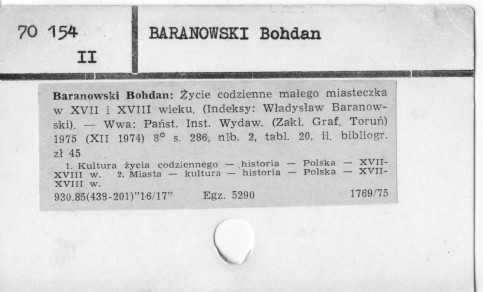 70 154
II
BARANOWSKI Bohdan
Baranowski Bohdan: Życie codzienne małego miasteczka
w XVII i XVIII wieku. (Indeksy: Władysław Baranow-
ski). — Wwa: Państ. Inst. Wydaw. (Zakł. Graf. Toruń)
1975 (XII 1974) 8° s. 286, nlb. 2, tabl. 20, il. bibliogr.
zł 45
1. Kultura życia codziennego — historia — Polska — XVII-
XVIII w. 2. Miasta — kultura — historia — Polska — XVII-
XVIII w.
930.85(438-201)"16/17" Egz. 5290 1769/75